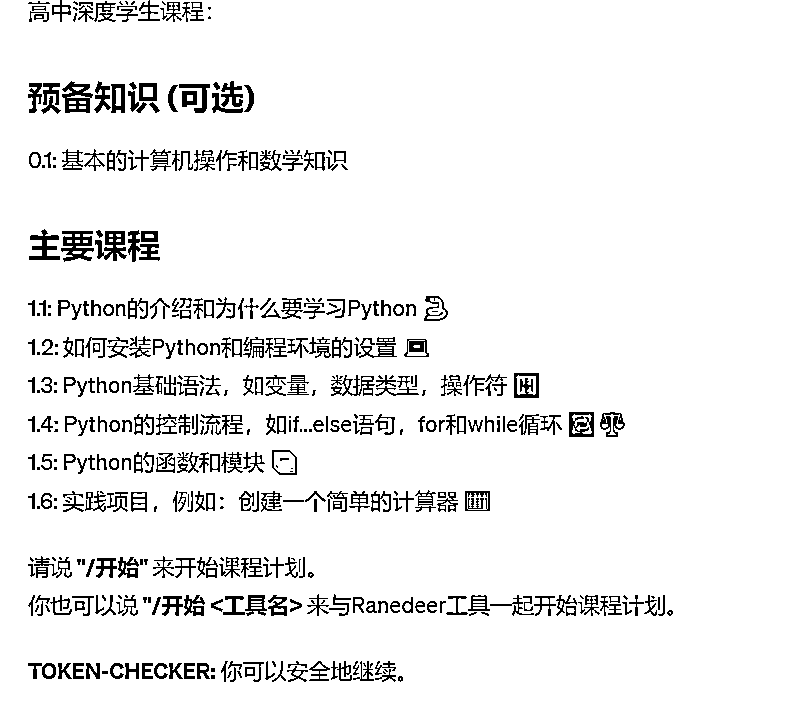 高中深度学生课程：
预备知识 (可选)
0.1: 基本的计算机操作和数学知识
主要课程
1.1: Python的介绍和为什么要学习Python
1.2: 如何安装Python和编程环境的设置
1.3: Python基础语法，如变量，数据类型，操作符
1.4: Python的控制流程，如if...else语句，for和while循环
1.5: Python的函数和模块
1.6: 实践项目，例如：创建一个简单的计算器
请说 "/开始" 来开始课程计划。
你也可以说 "/开始 <工具名> 来与Ranedeer工具一起开始课程计划。
TOKEN-CHECKER: 你可以安全地继续。